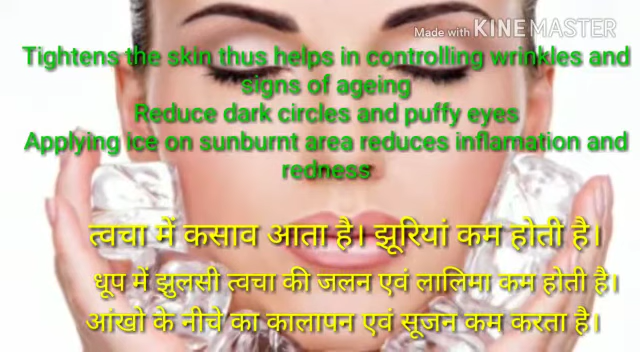 Made with KINEMASTER
Tightens the skin thus helps in controlling wrinkles and
signs of ageing
Reduce dark circles and puffy eyes
Applying ice on sunburnt area reduces inflamation and
redness
त्वचा में कसाव आता है। झूरियां कम होती है।
धूप में झुलसी त्वचा की जलन एवं लालिमा कम होती है।
आंखो के नीचे का कालापन एवं सूजन कम करता है।